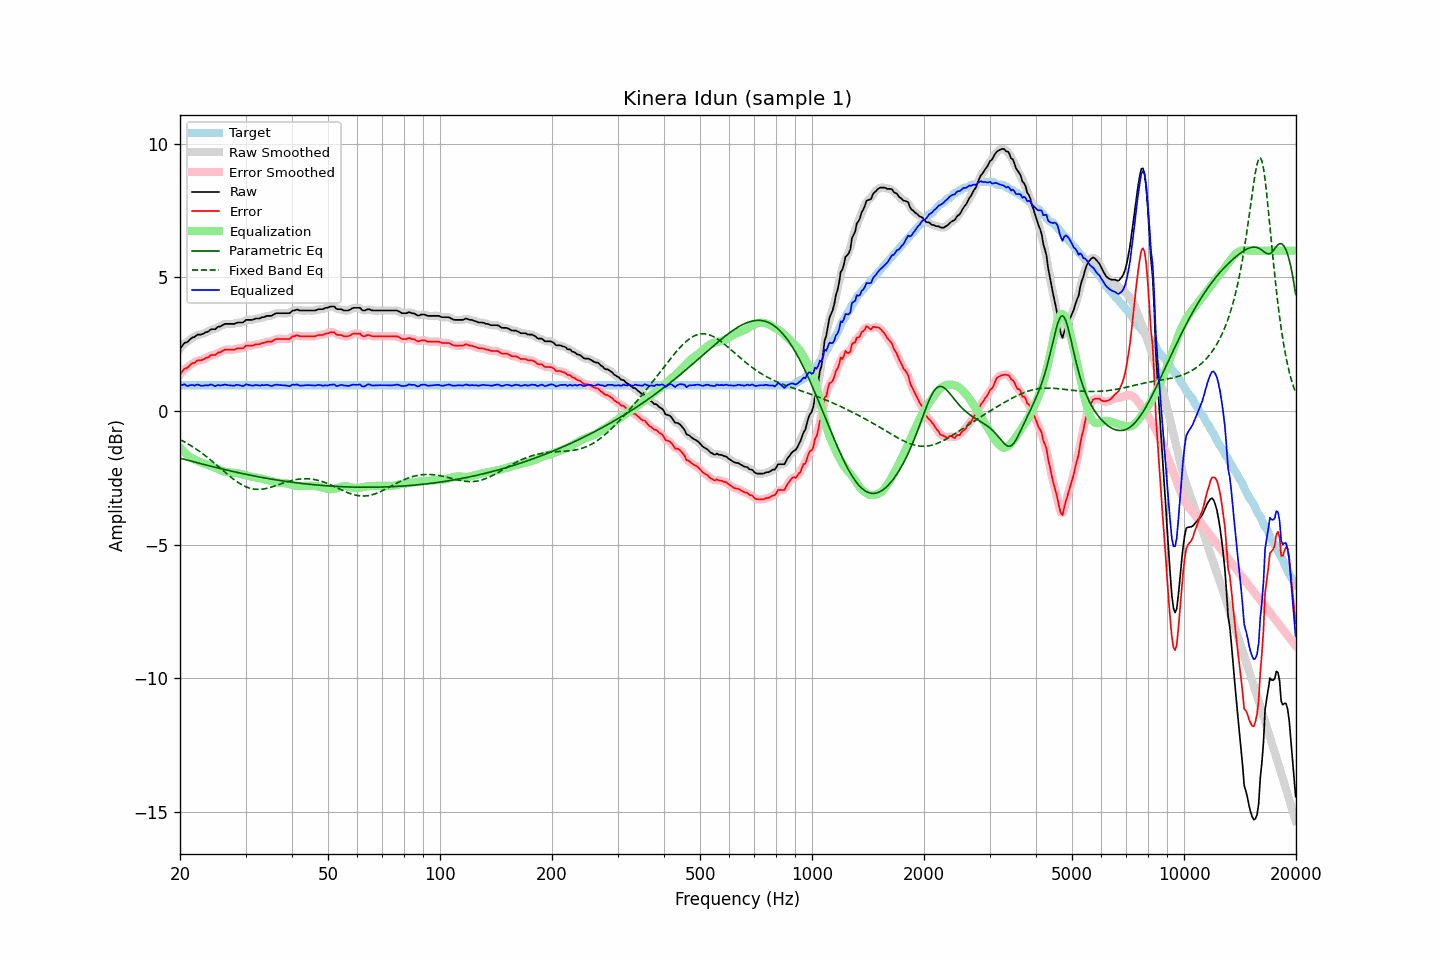 Kinera Idun (sample 1)
Target
Raw Smoothed
Error Smoothed
Raw
Error
Equalization
Parametric Eq
Fixed Band Eq
Equalized
Amplitude (dBr)
10
5
0
−5
−10
−15
20 50 100 200 500 1000 2000 5000 10000 20000
Frequency (Hz)